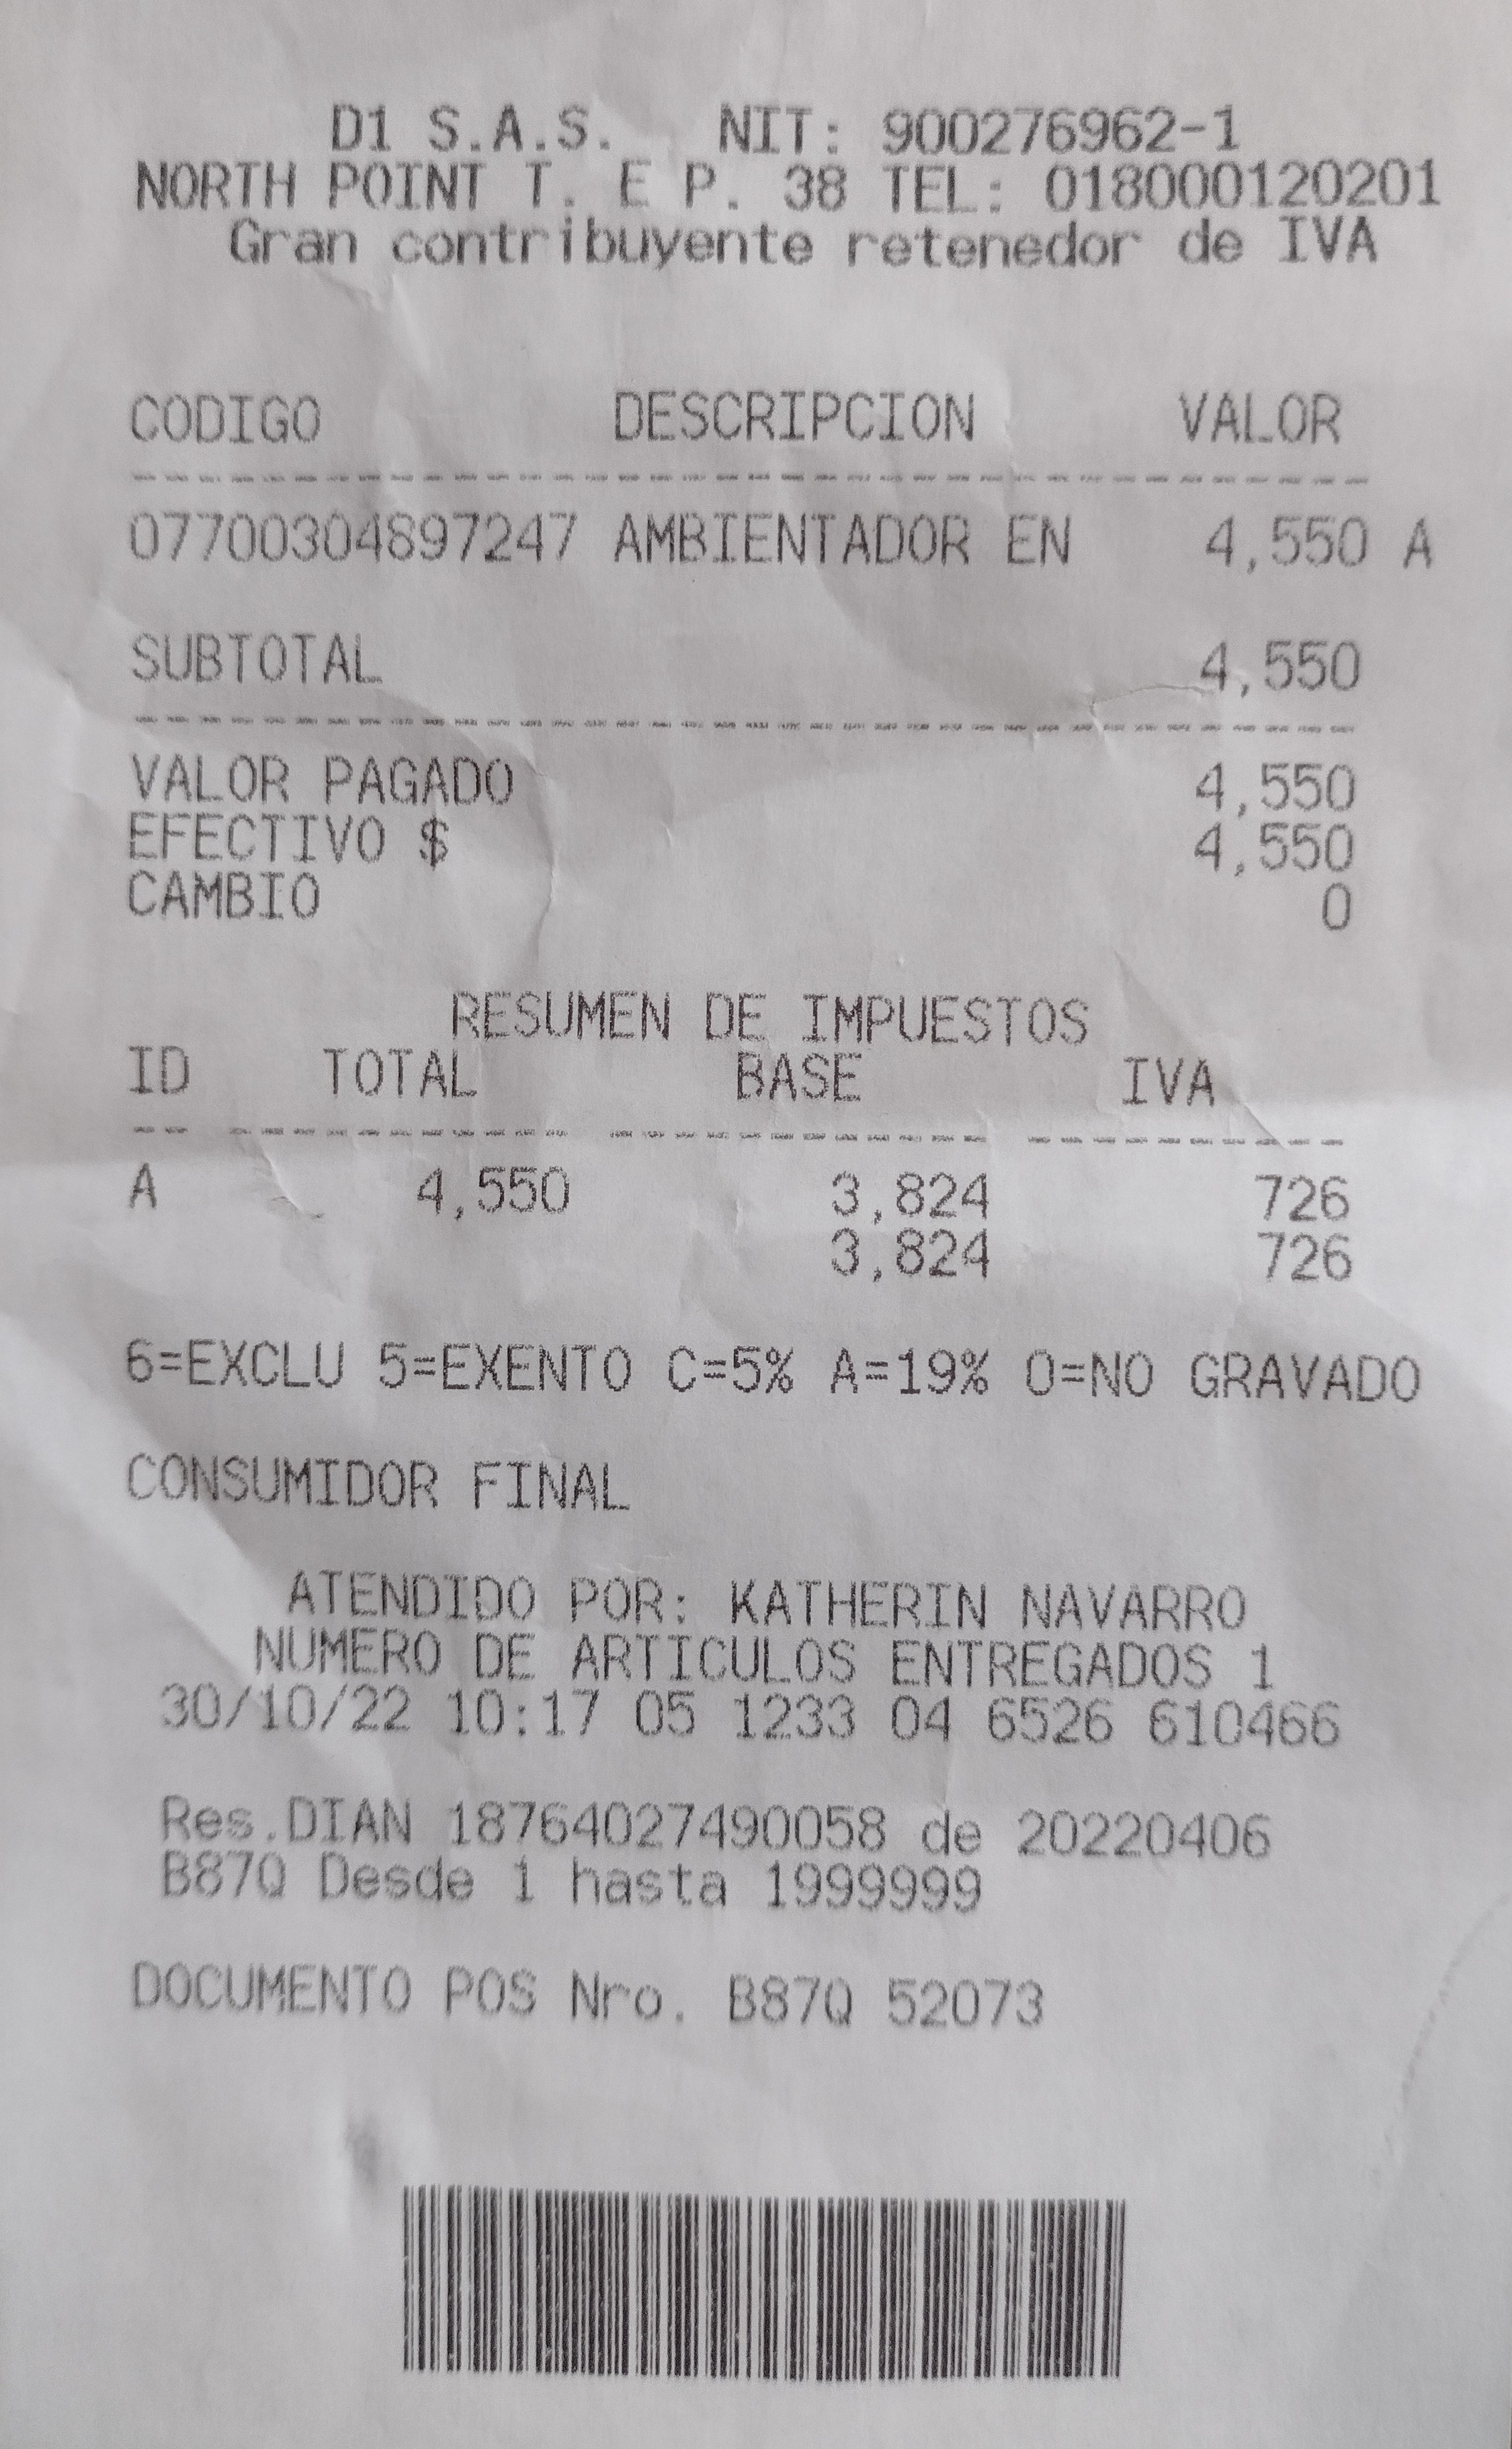 D1 S.A.S. NIT: 900276962-1
NORTH POINT T. E P. 38 TEL: 018000120201
Gran contribuyente retenedor de IVA
CODIGO DESCRIPCION VALOR
07700304897247 AMBIENTADOR EN 4,550 A
SUBTOTAL 4,550
VALOR PAGADO 4,550
EFECTIVO $ 4,550
CAMBIO 0
RESUMEN DE IMPUESTOS
ID TOTAL BASE IVA
A 4,550 3,824 726
3,824 726
6=EXCLU 5=EXENTO C=5% A=19% O=NO GRAVADO
CONSUMIDOR FINAL
ATENDIDO POR: KATHERIN NAVARRO
NUMERO DE ARTICULOS ENTREGADOS 1
30/10/22 10:17 05 1233 04 6526 610466
Res.DIAN 18764027490058 de 20220406
B87Q Desde 1 hasta 1999999
DOCUMENTO POS Nro. B87Q 52073